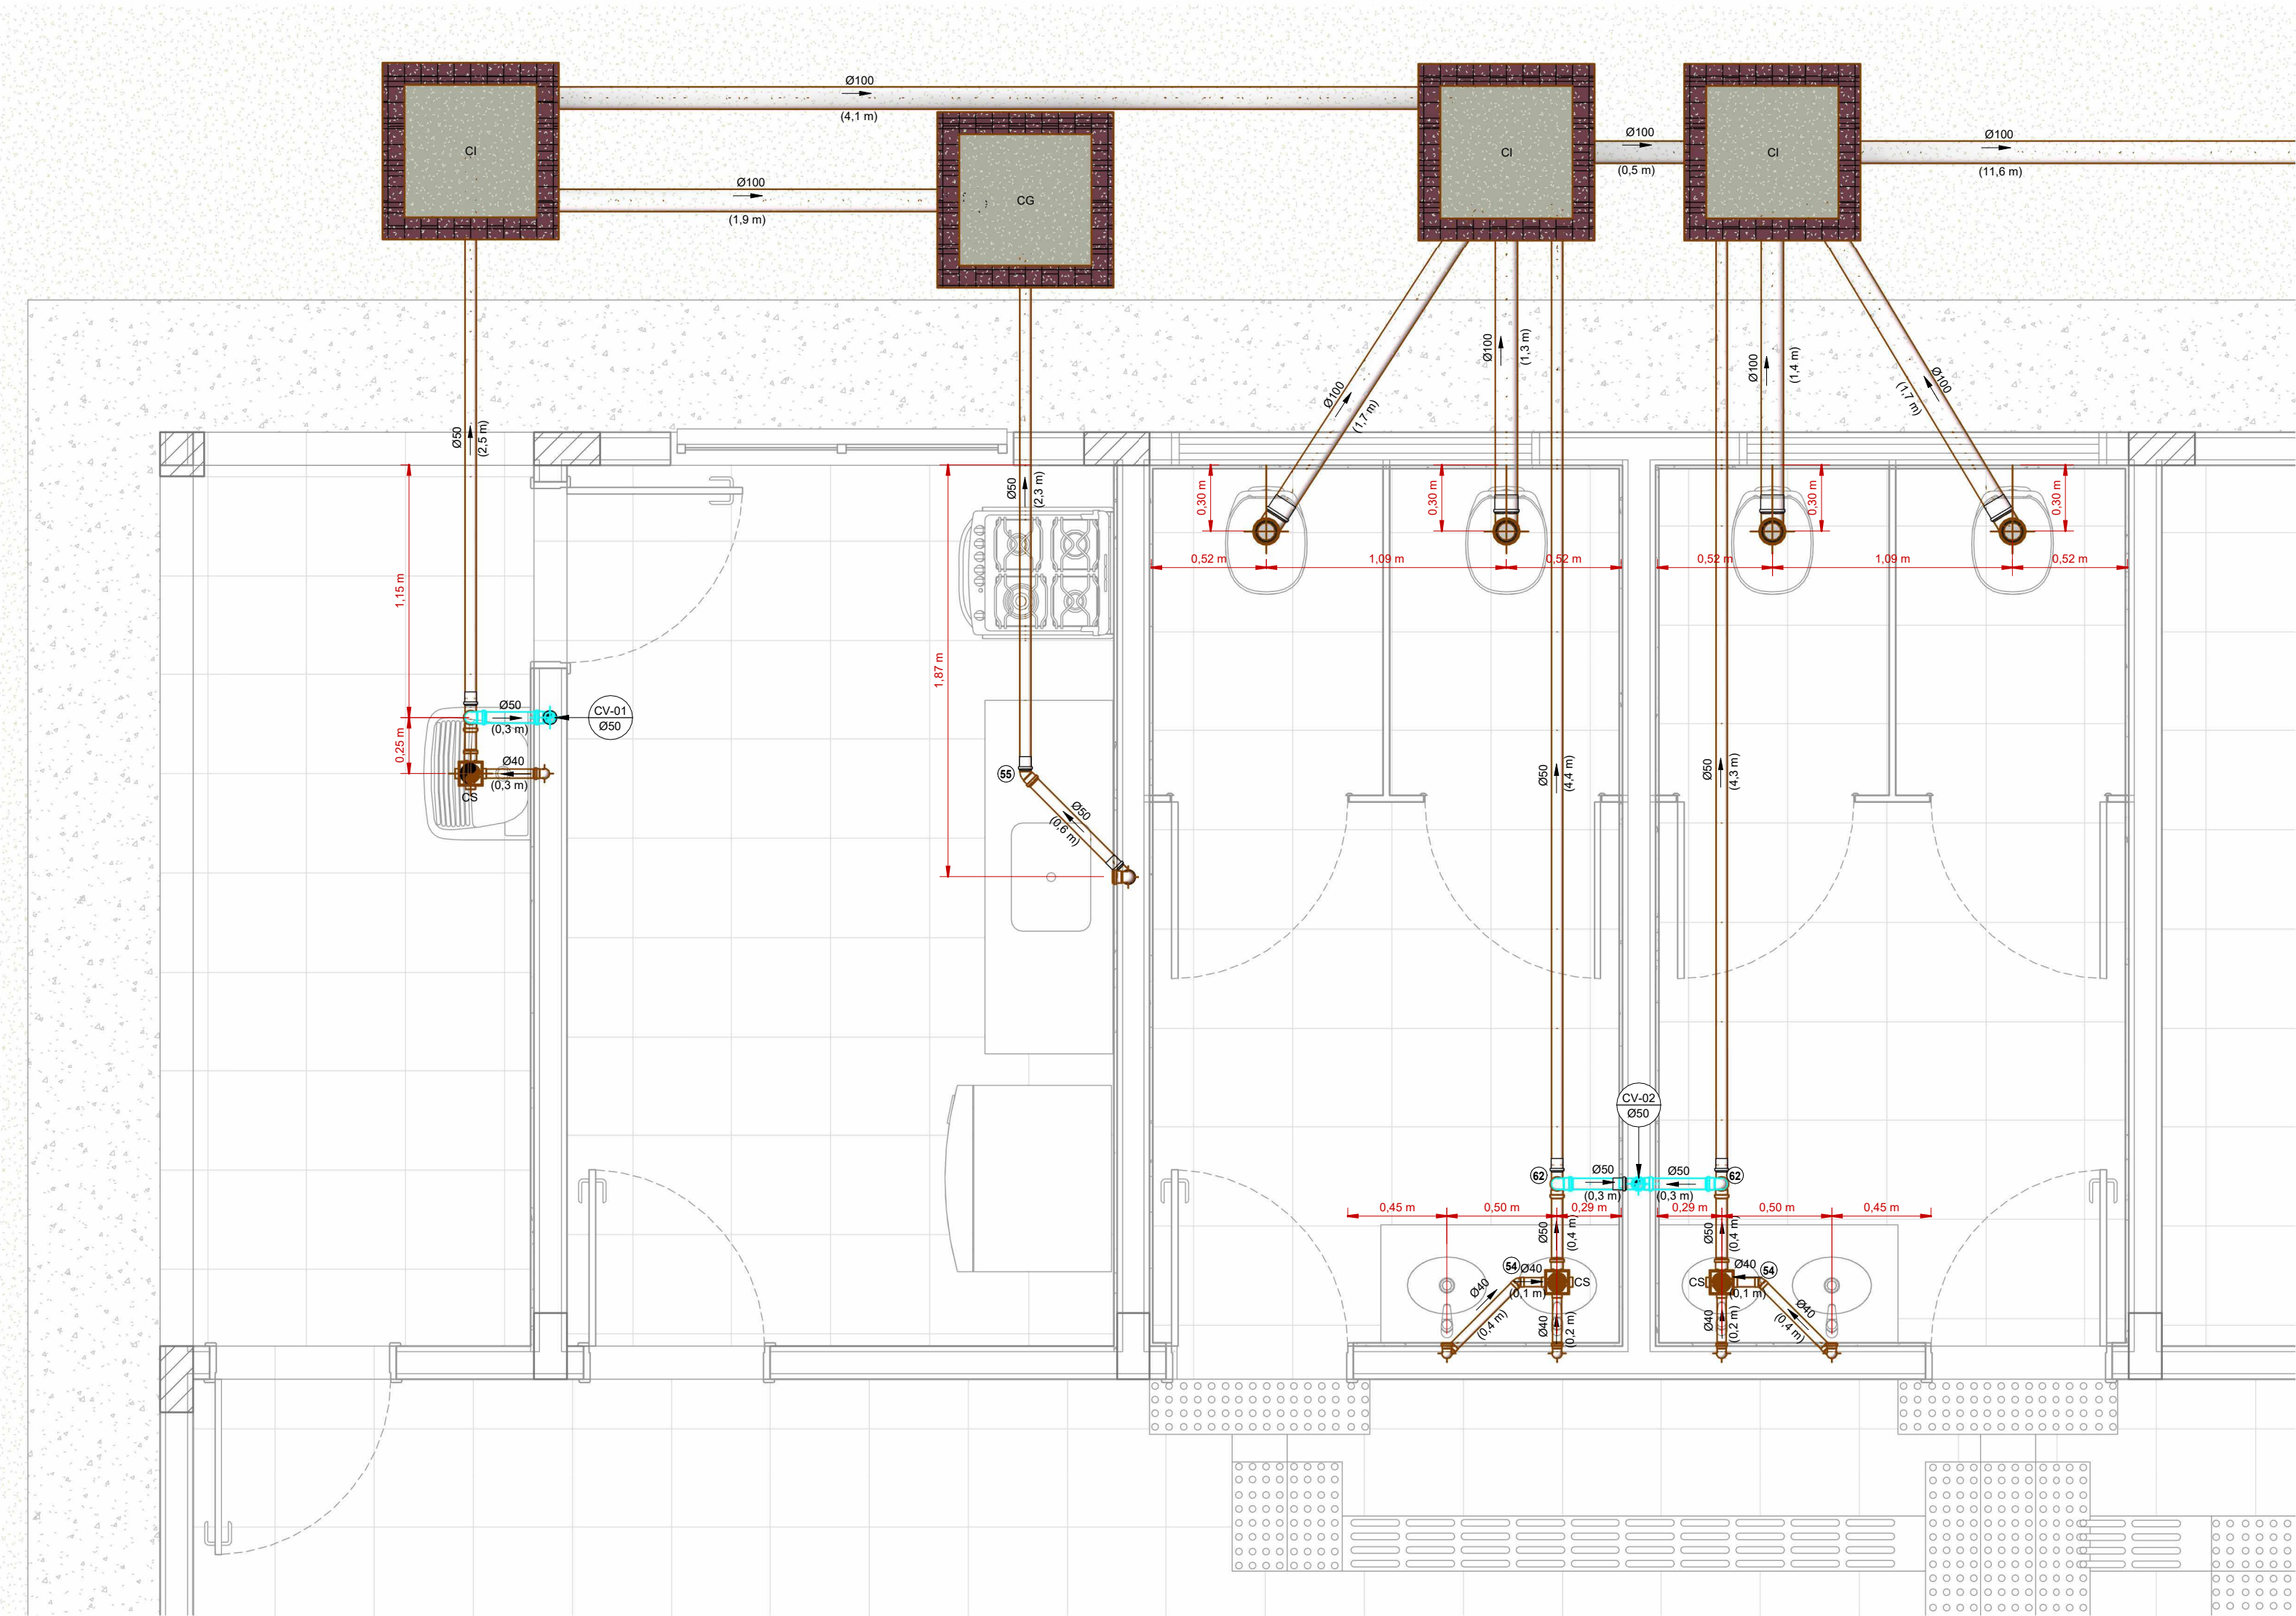 Ø100
(4,1 m)
CI
CI
CI
Ø100
(0,5 m)
Ø100
(11,6 m)
Ø100
(1,9 m)
CG
Ø50
(2,5 m)
Ø50
(2,3 m)
Ø100
(1,7 m)
Ø100
(1,3 m)
Ø100
(1,4 m)
Ø100
(1,7 m)
0,30 m
0,30 m
0,30 m
0,30 m
0,52 m
1,09 m
0,52 m
0,52 m
1,09 m
0,52 m
1,15 m
0,25 m
Ø50
(0,3 m)
CV-01
Ø50
Ø40
(0,3 m)
CS
1,87 m
55
Ø50
(0,6 m)
Ø50
(4,4 m)
Ø50
(4,3 m)
CV-02
Ø50
62
Ø50
(0,3 m)
Ø50
(0,3 m)
62
0,45 m
0,50 m
0,29 m
0,29 m
0,50 m
0,45 m
Ø50
(0,4 m)
Ø50
(0,4 m)
54
Ø40
(0,1 m)
CS
CS
Ø40
(0,1 m)
54
Ø40
(0,4 m)
Ø40
(0,2 m)
Ø40
(0,2 m)
Ø40
(0,4 m)